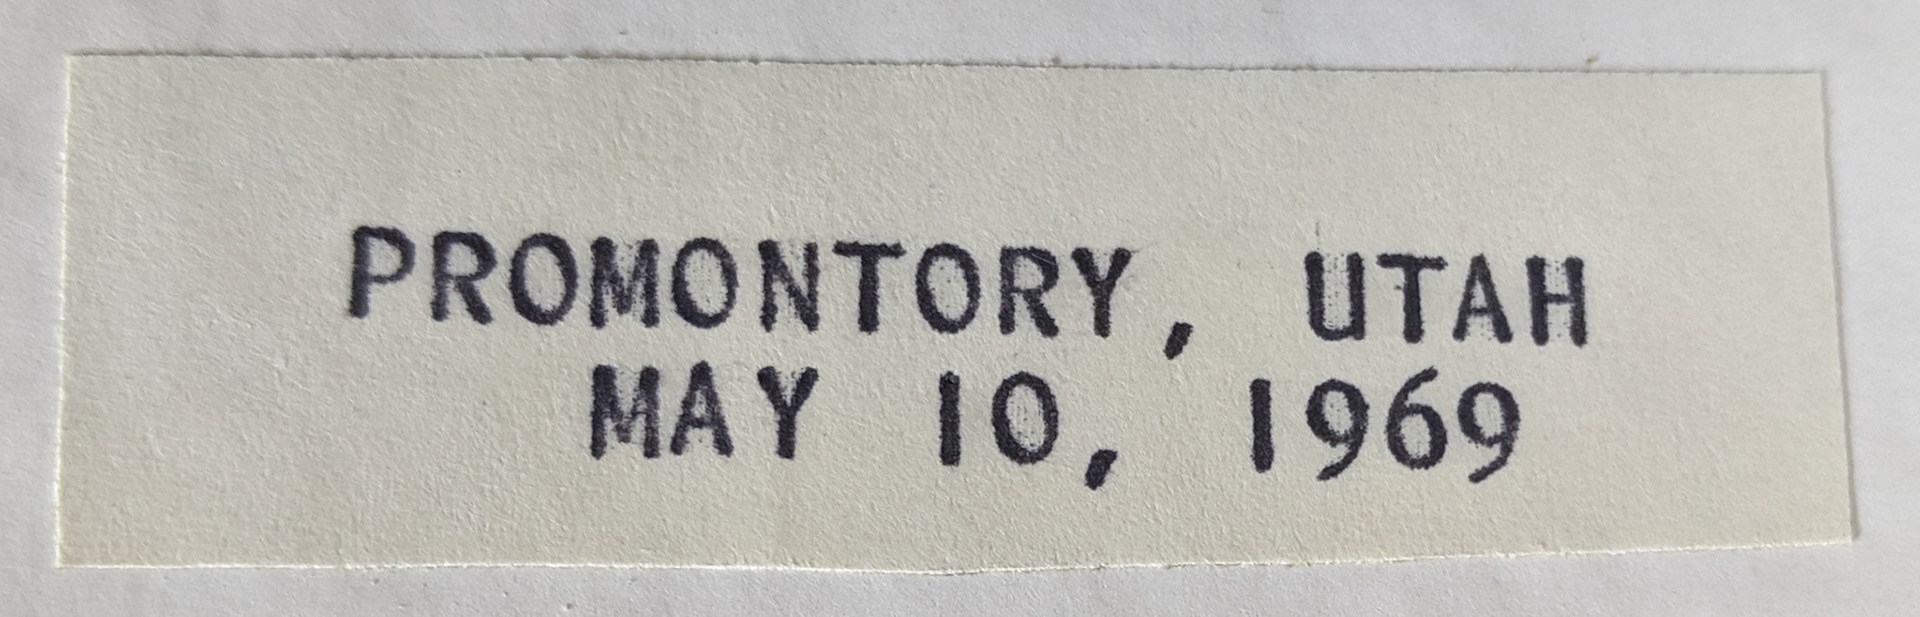 PROMONTORY, UTAH
MAY 10, 1969